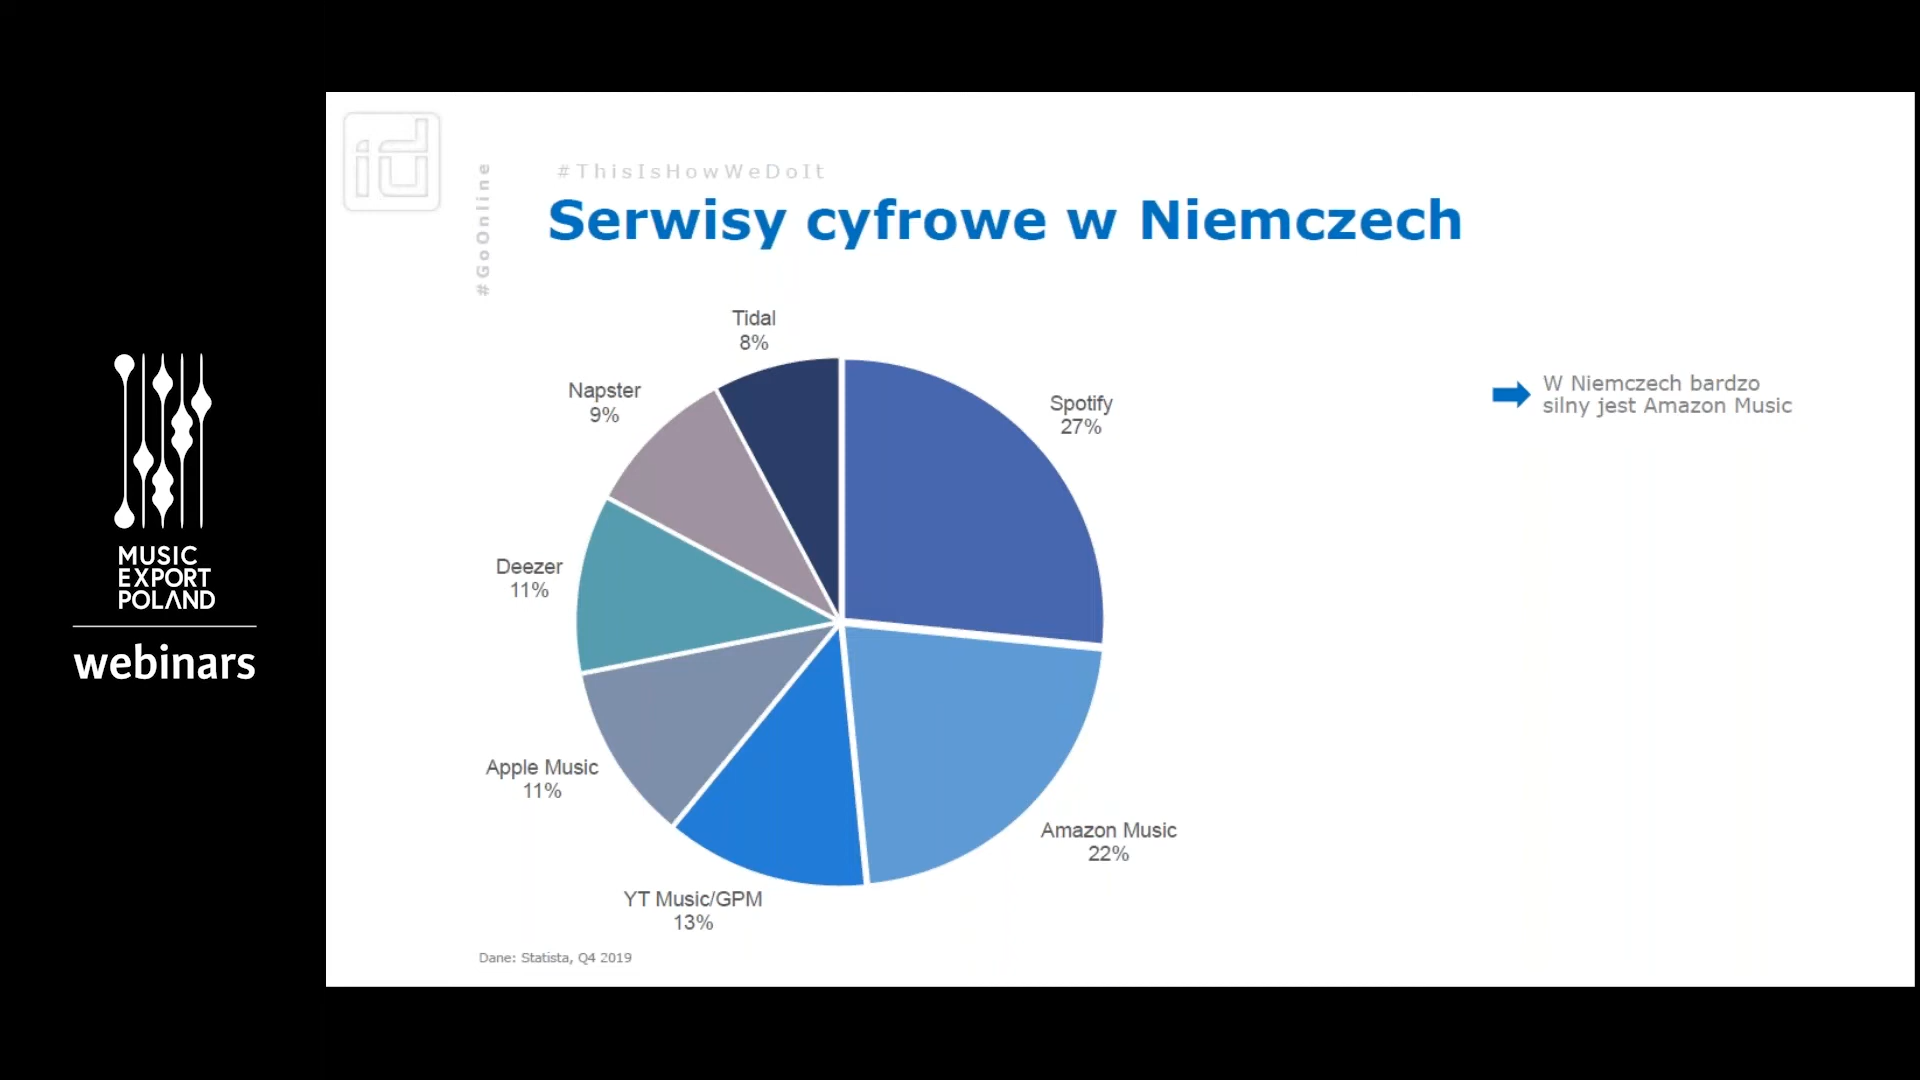 MUSIC
EXPORT
POLAND
webinars
id
#GoOnline
#ThisIsHowWeDoIt
Serwisy cyfrowe w Niemczech
Tidal
8%
Napster
9%
Spotify
27%
W Niemczech bardzo
silny jest Amazon Music
Deezer
11%
Apple Music
11%
Amazon Music
22%
YT Music/GPM
13%
Dane: Statista, Q4 2019